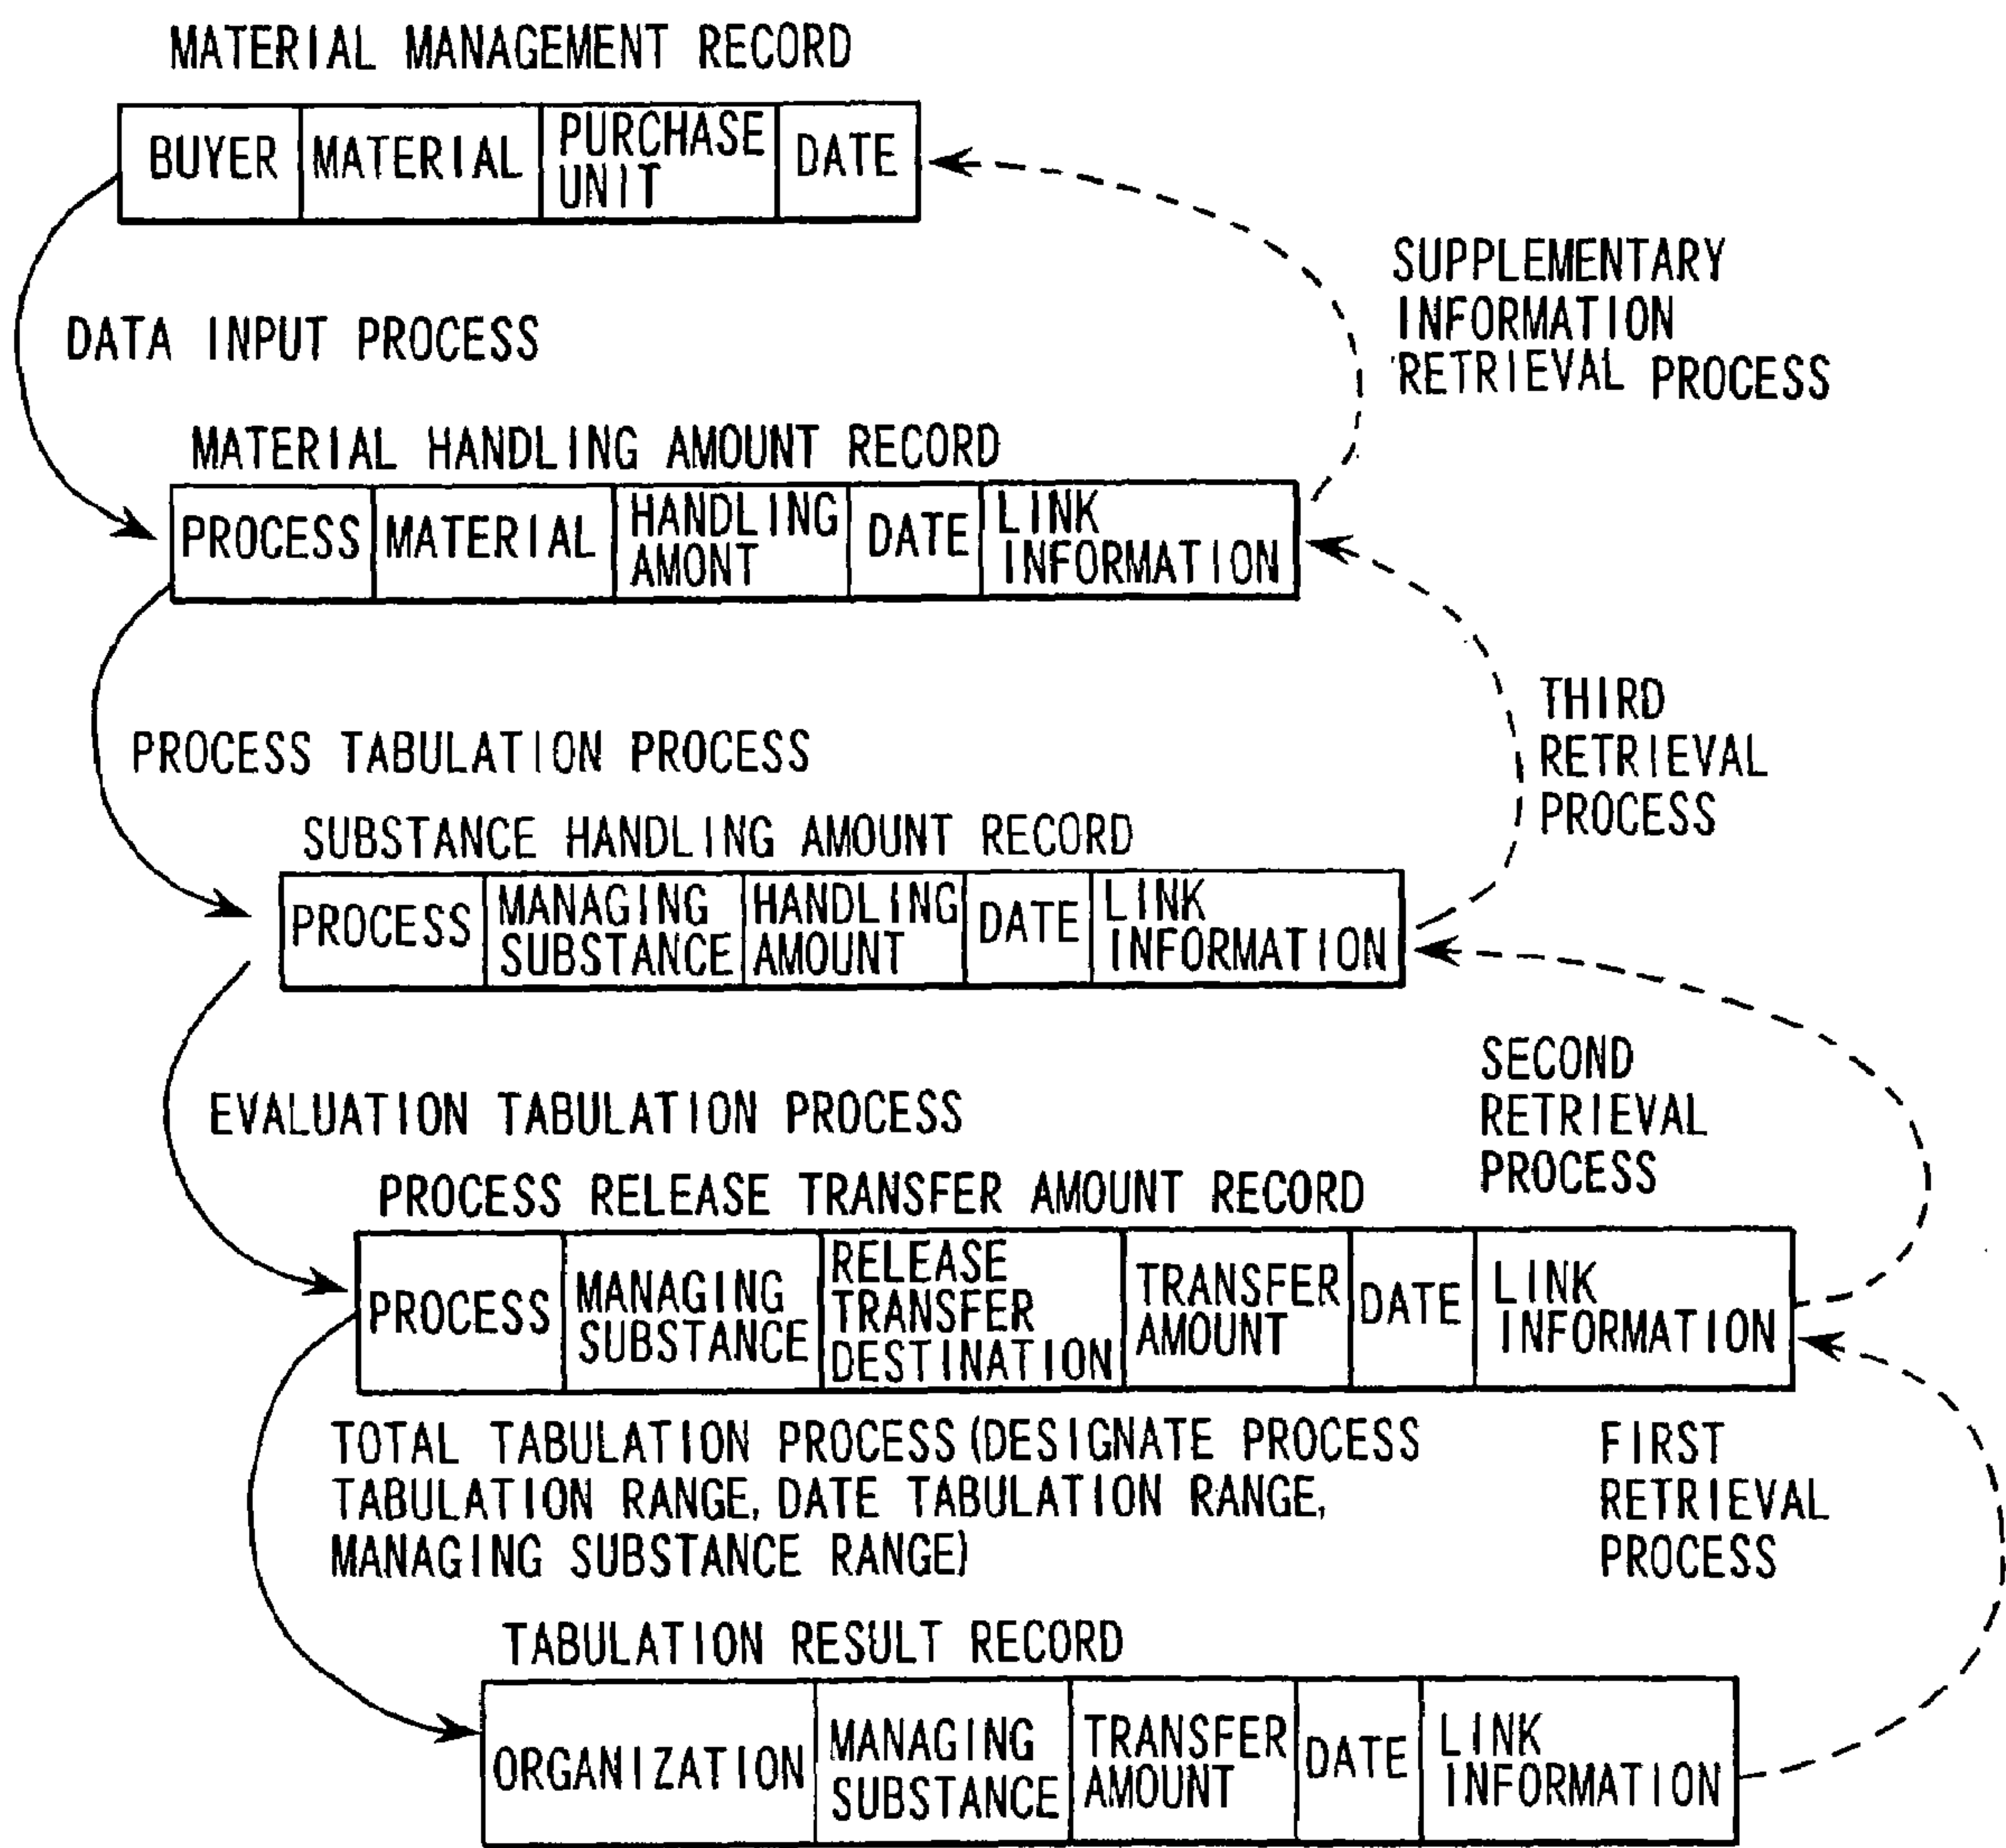 MATERIAL MANAGEMENT RECORD
BUYER
MATERIAL
PURCHASE
UNIT
DATE
SUPPLEMENTARY
INFORMATION
RETRIEVAL PROCESS
DATA INPUT PROCESS
MATERIAL HANDLING AMOUNT RECORD
PROCESS
MATERIAL
HANDLING
AMONT
DATE
LINK
INFORMATION
THIRD
RETRIEVAL
PROCESS
PROCESS TABULATION PROCESS
SUBSTANCE HANDLING AMOUNT RECORD
PROCESS
MANAGING
SUBSTANCE
HANDLING
AMOUNT
DATE
LINK
INFORMATION
SECOND
RETRIEVAL
PROCESS
EVALUATION TABULATION PROCESS
PROCESS RELEASE TRANSFER AMOUNT RECORD
PROCESS
MANAGING
SUBSTANCE
RELEASE
TRANSFER
DESTINATION
TRANSFER
AMOUNT
DATE
LINK
INFORMATION
TOTAL TABULATION PROCESS (DESIGNATE PROCESS
TABULATION RANGE, DATE TABULATION RANGE,
MANAGING SUBSTANCE RANGE)
FIRST
RETRIEVAL
PROCESS
TABULATION RESULT RECORD
ORGANIZATION
MANAGING
SUBSTANCE
TRANSFER
AMOUNT
DATE
LINK
INFORMATION